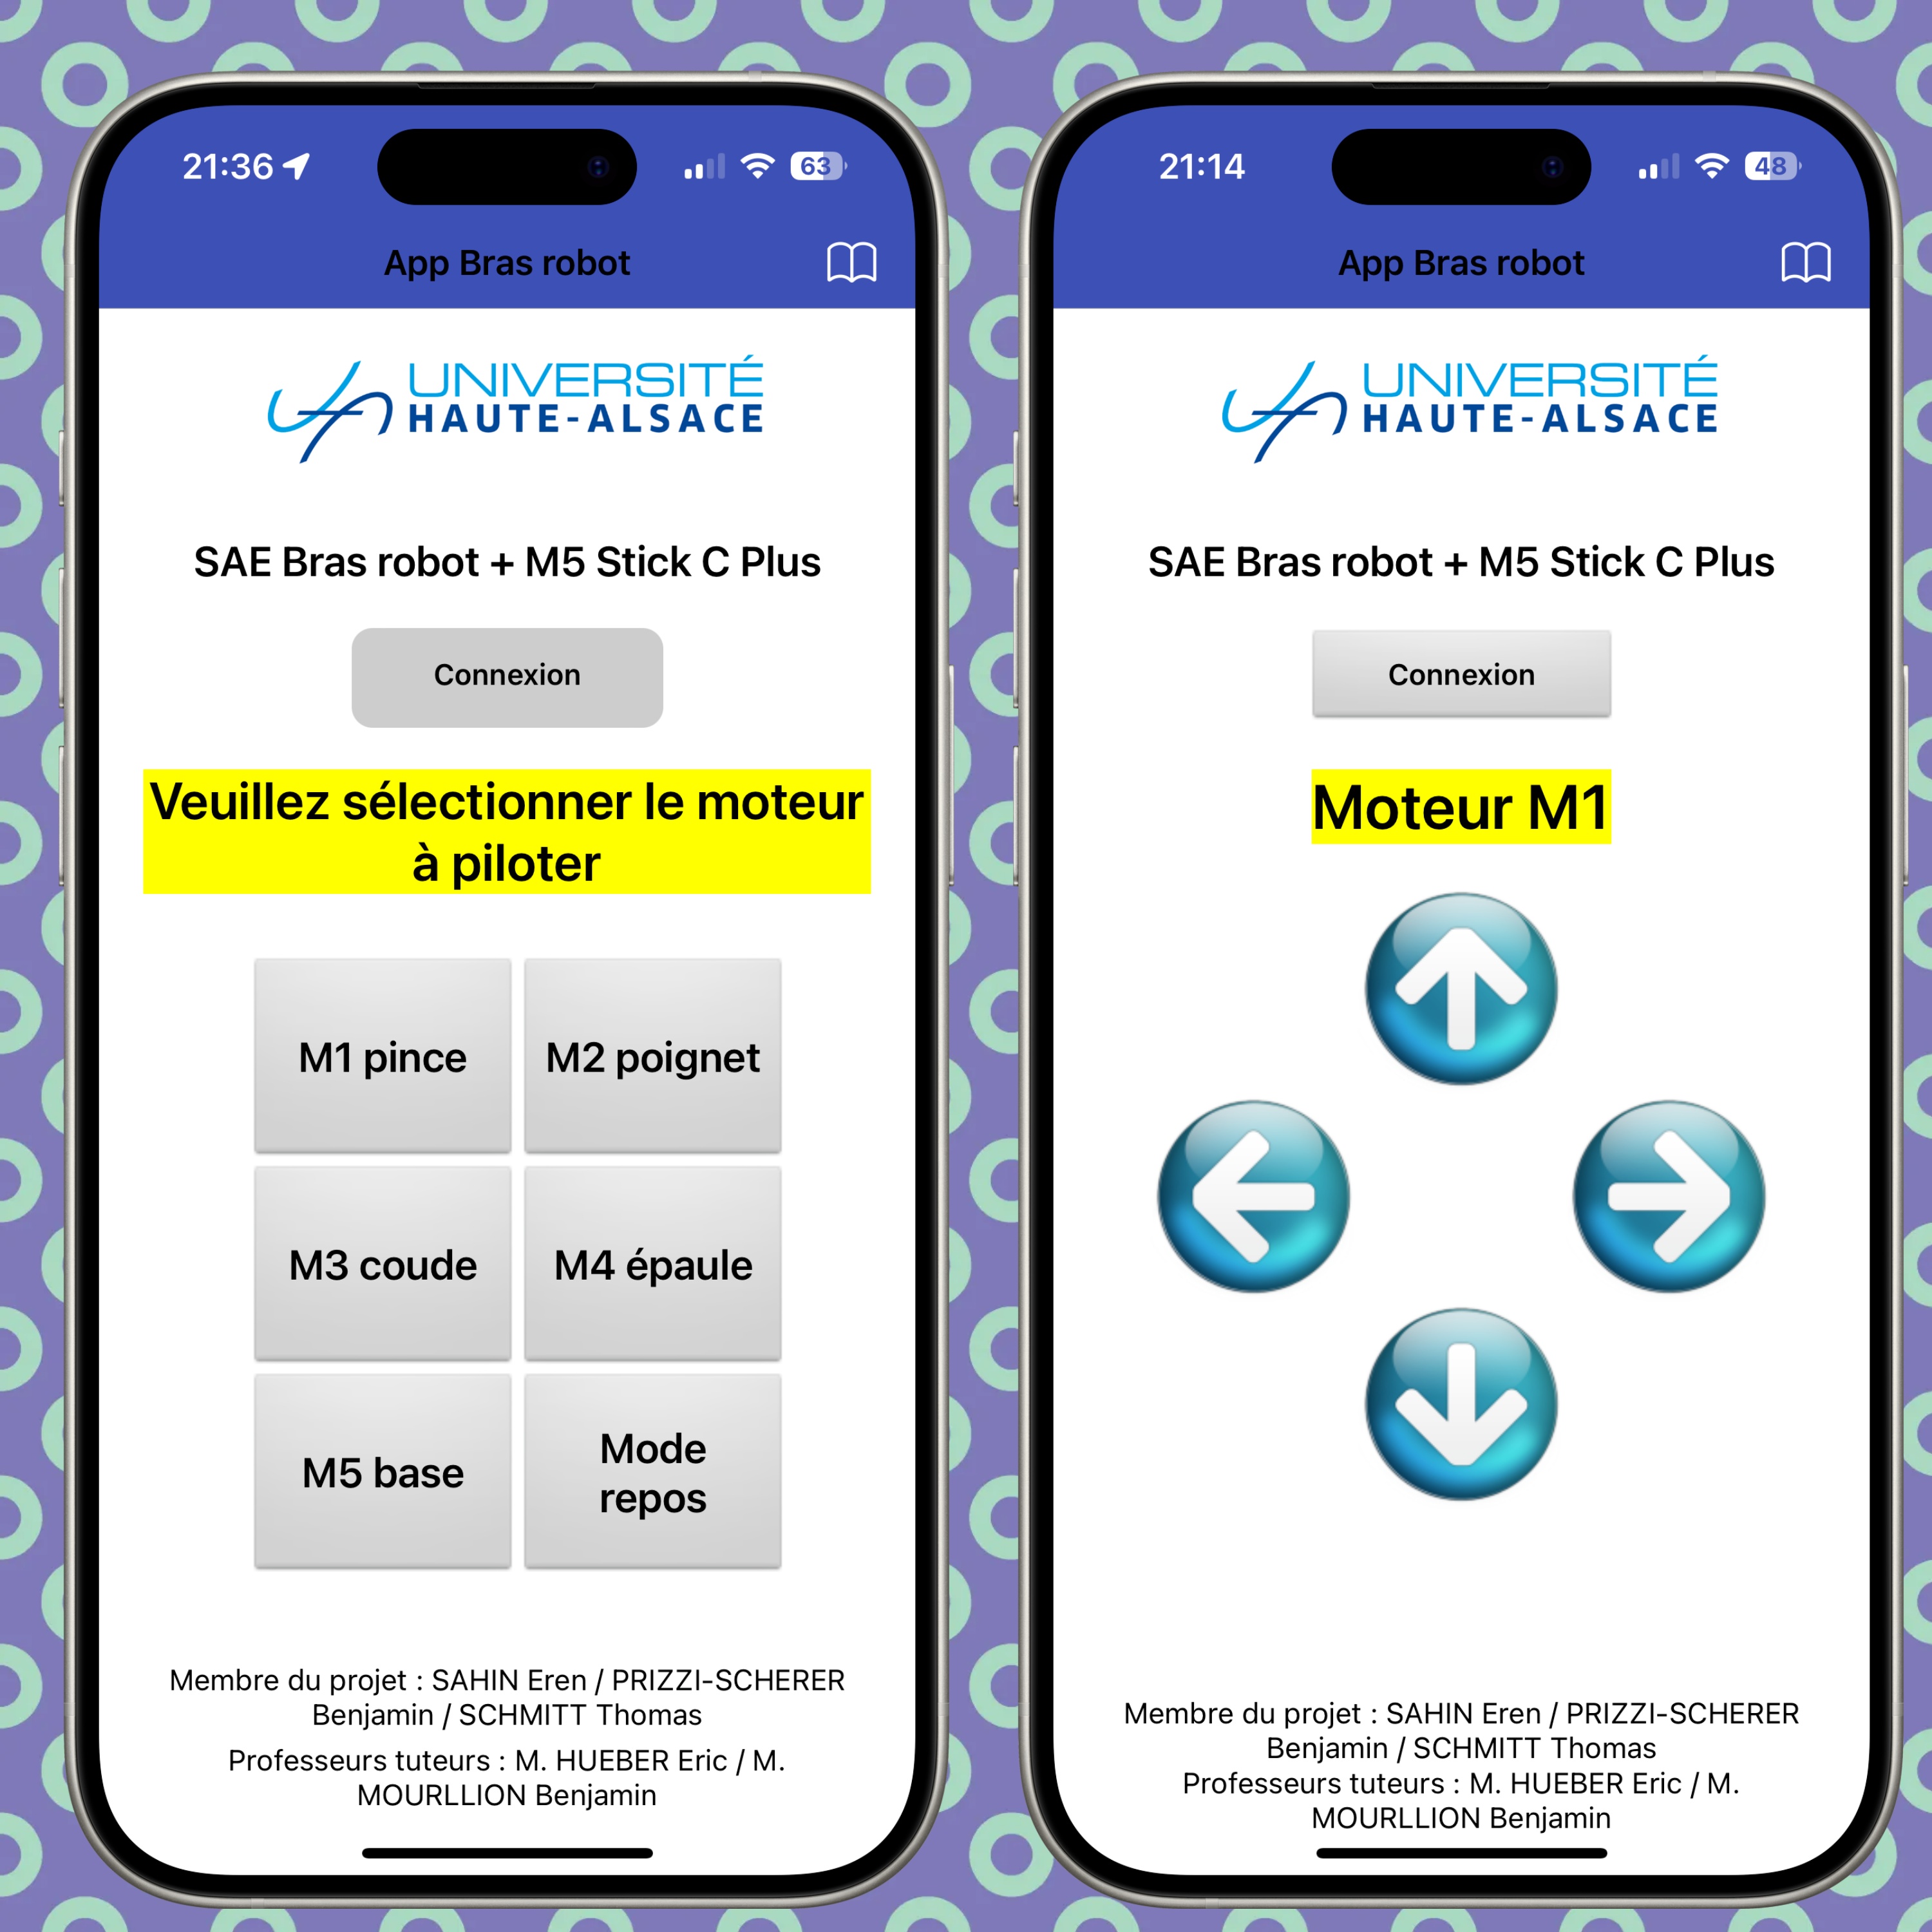 21:36
63
App Bras robot
UNIVERSITÉ
HAUTE-ALSACE
SAE Bras robot + M5 Stick C Plus
Connexion
Veuillez sélectionner le moteur
à piloter
M1 pince
M2 poignet
M3 coude
M4 épaule
M5 base
Mode
repos
Membre du projet : SAHIN Eren / PRIZZI-SCHERER
Benjamin / SCHMITT Thomas
Professeurs tuteurs : M. HUEBER Eric / M.
MOURLLION Benjamin
21:14
48
App Bras robot
UNIVERSITÉ
HAUTE-ALSACE
SAE Bras robot + M5 Stick C Plus
Connexion
Moteur M1
Membre du projet : SAHIN Eren / PRIZZI-SCHERER
Benjamin / SCHMITT Thomas
Professeurs tuteurs : M. HUEBER Eric / M.
MOURLLION Benjamin